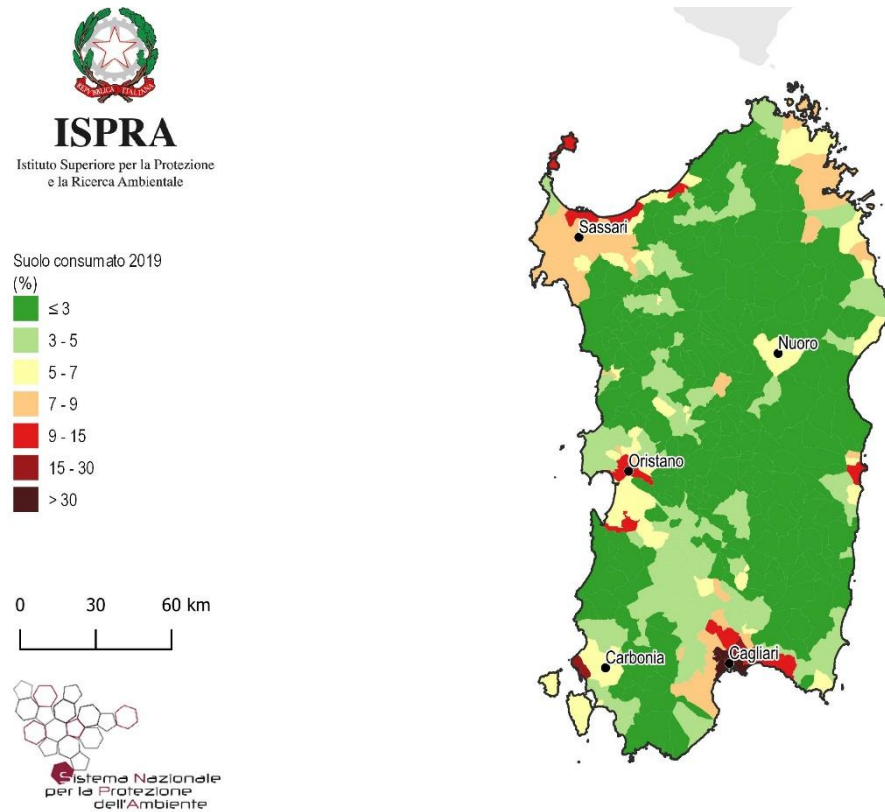 REPVBBLICA ITALIANA
ISPRA
Istituto Superiore per la Protezione
e la Ricerca Ambientale
Suolo consumato 2019
(%)
≤ 3
3 - 5
5 - 7
7 - 9
9 - 15
15 - 30
> 30
0 30 60 km
Sistema Nazionale
per la Protezione
dell'Ambiente
Sassari
Nuoro
Oristano
Carbonia
Cagliari